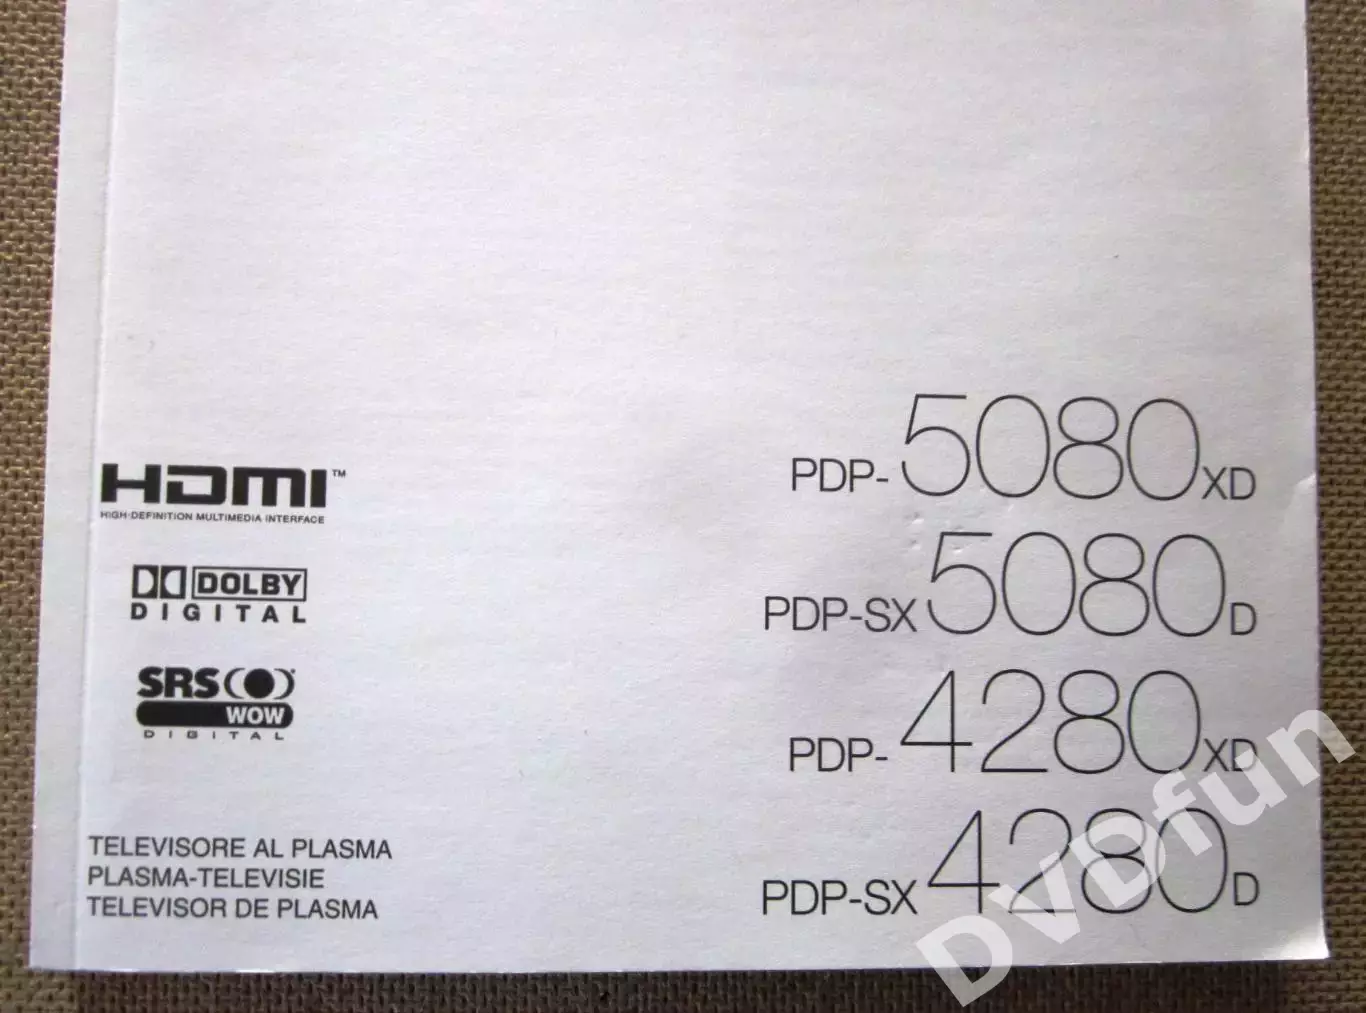 HDMI™
HIGH-DEFINITION MULTIMEDIA INTERFACE
DOLBY
DIGITAL
SRS
WOW
DIGITAL
TELEVISORE AL PLASMA
PLASMA-TELEVISIE
TELEVISOR DE PLASMA
PDP-5080XD
PDP-SX5080D
PDP-4280XD
PDP-SX4280D
DVDfun